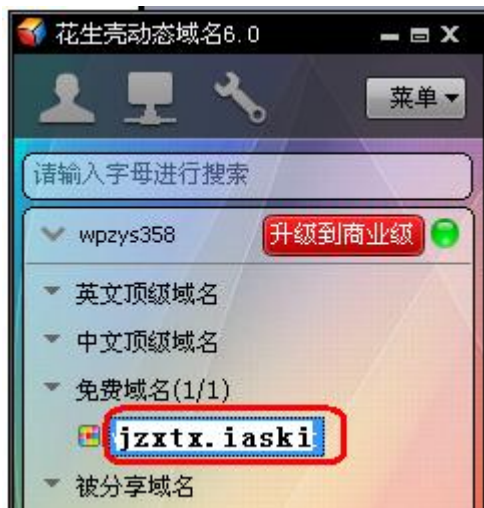 花生壳动态域名6.0
菜单
请输入字母进行搜索
wpzys358 升级到商业级
英文顶级域名
中文顶级域名
免费域名(1/1)
jzxtx.iaski
被分享域名